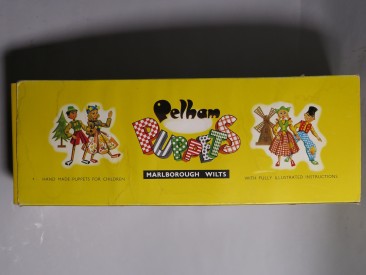 Pelham
PUPPETS
MARLBOROUGH WILTS
HAND MADE PUPPETS FOR CHILDREN
WITH FULLY ILLUSTRATED INSTRUCTIONS